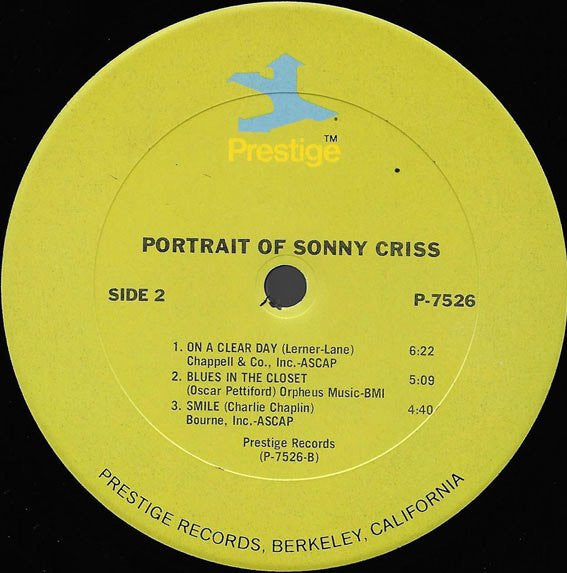 Prestige™
PORTRAIT OF SONNY CRISS
SIDE 2
P-7526
1. ON A CLEAR DAY (Lerner-Lane) 6:22
Chappell & Co., Inc.-ASCAP
2. BLUES IN THE CLOSET 5:09
(Oscar Pettiford) Orpheus Music-BMI
3. SMILE (Charlie Chaplin) 4:40
Bourne, Inc.-ASCAP
Prestige Records
(P-7526-B)
PRESTIGE RECORDS, BERKELEY, CALIFORNIA